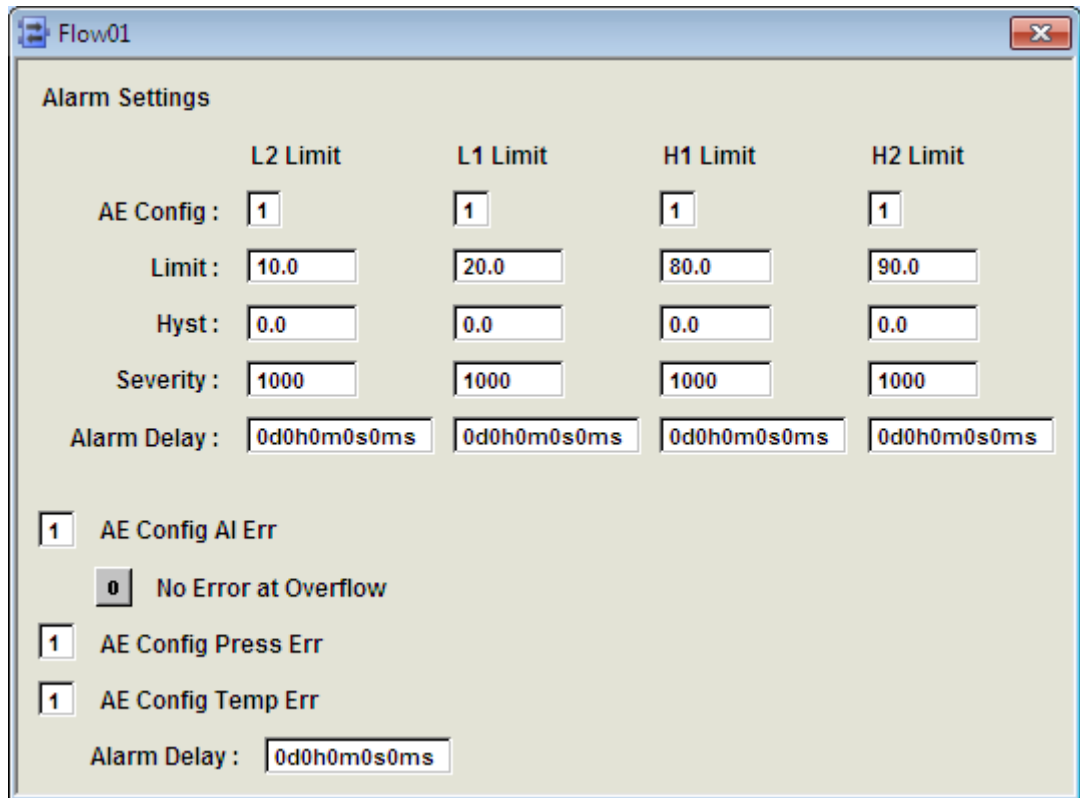 Flow01
Alarm Settings
L2 Limit L1 Limit H1 Limit H2 Limit
AE Config : 1 1 1 1
Limit : 10.0 20.0 80.0 90.0
Hyst : 0.0 0.0 0.0 0.0
Severity : 1000 1000 1000 1000
Alarm Delay : 0d0h0m0s0ms 0d0h0m0s0ms 0d0h0m0s0ms 0d0h0m0s0ms
1 AE Config AI Err
0 No Error at Overflow
1 AE Config Press Err
1 AE Config Temp Err
Alarm Delay : 0d0h0m0s0ms